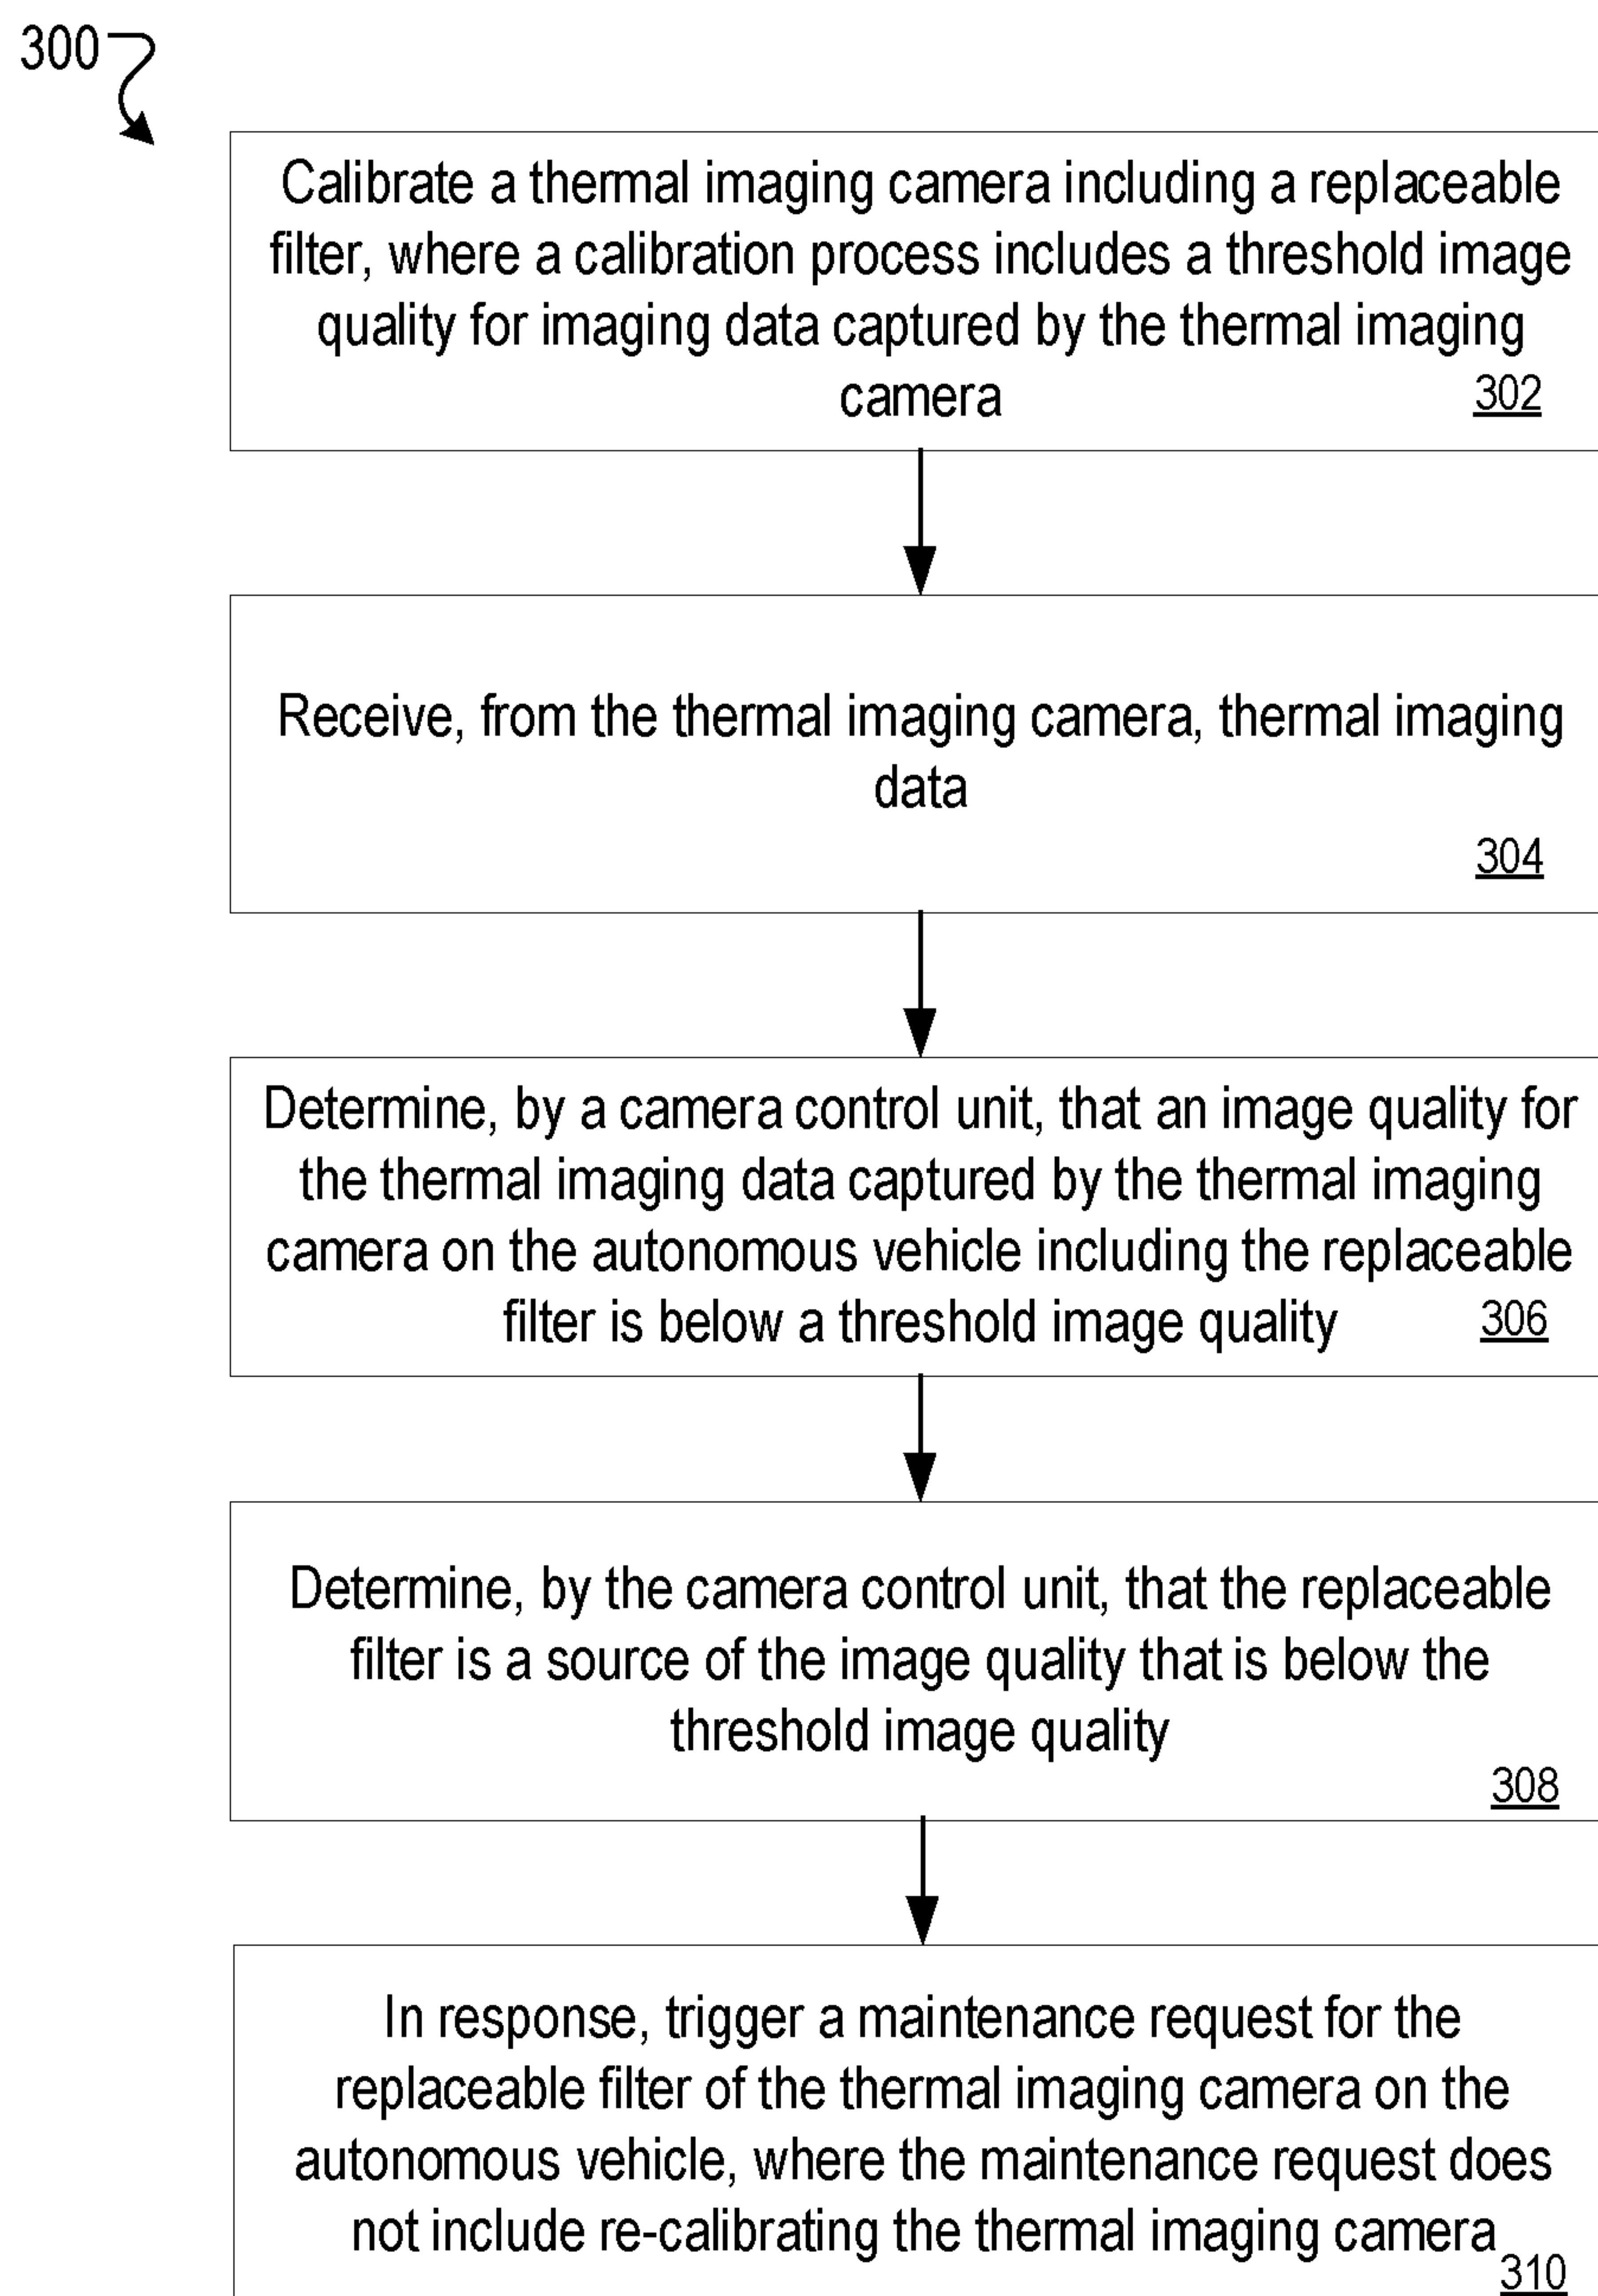 300
Calibrate a thermal imaging camera including a replaceable
filter, where a calibration process includes a threshold image
quality for imaging data captured by the thermal imaging
camera
302
Receive, from the thermal imaging camera, thermal imaging
data
304
Determine, by a camera control unit, that an image quality for
the thermal imaging data captured by the thermal imaging
camera on the autonomous vehicle including the replaceable
filter is below a threshold image quality
306
Determine, by the camera control unit, that the replaceable
filter is a source of the image quality that is below the
threshold image quality
308
In response, trigger a maintenance request for the
replaceable filter of the thermal imaging camera on the
autonomous vehicle, where the maintenance request does
not include re-calibrating the thermal imaging camera
310